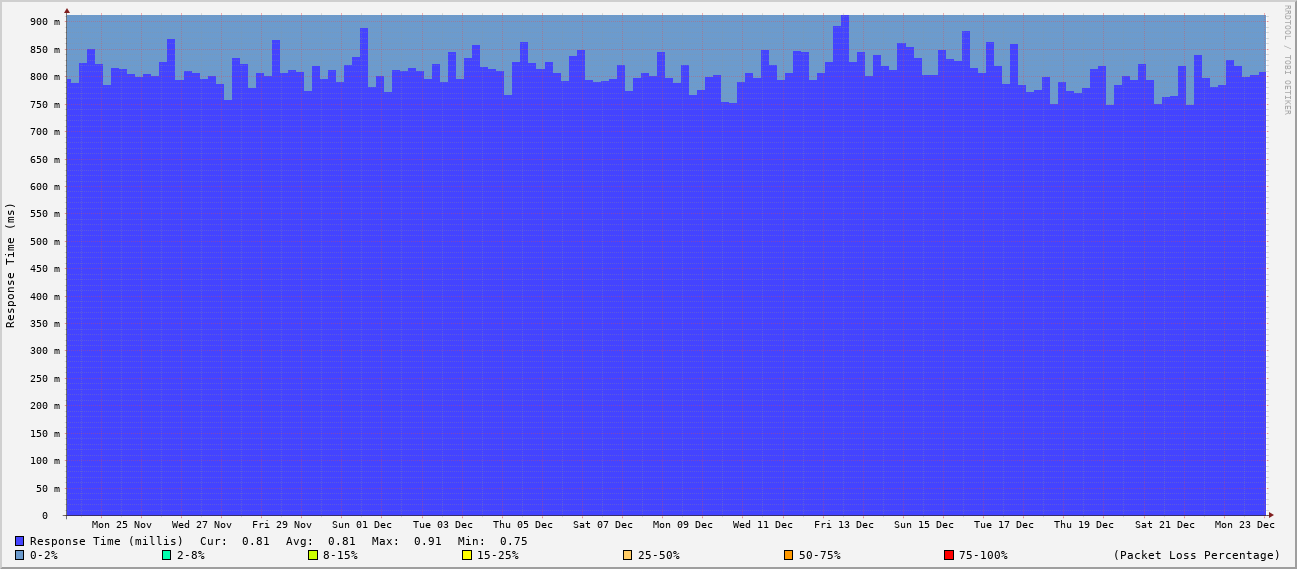 RRDTOOL / TOBI OETIKER
Response Time (ms)
900 m
850 m
800 m
750 m
700 m
650 m
600 m
550 m
500 m
450 m
400 m
350 m
300 m
250 m
200 m
150 m
100 m
50 m
0
Mon 25 Nov Wed 27 Nov Fri 29 Nov Sun 01 Dec Tue 03 Dec Thu 05 Dec Sat 07 Dec Mon 09 Dec Wed 11 Dec Fri 13 Dec Sun 15 Dec Tue 17 Dec Thu 19 Dec Sat 21 Dec Mon 23 Dec
Response Time (millis) Cur: 0.81 Avg: 0.81 Max: 0.91 Min: 0.75
0-2% 2-8% 8-15% 15-25% 25-50% 50-75% 75-100% (Packet Loss Percentage)